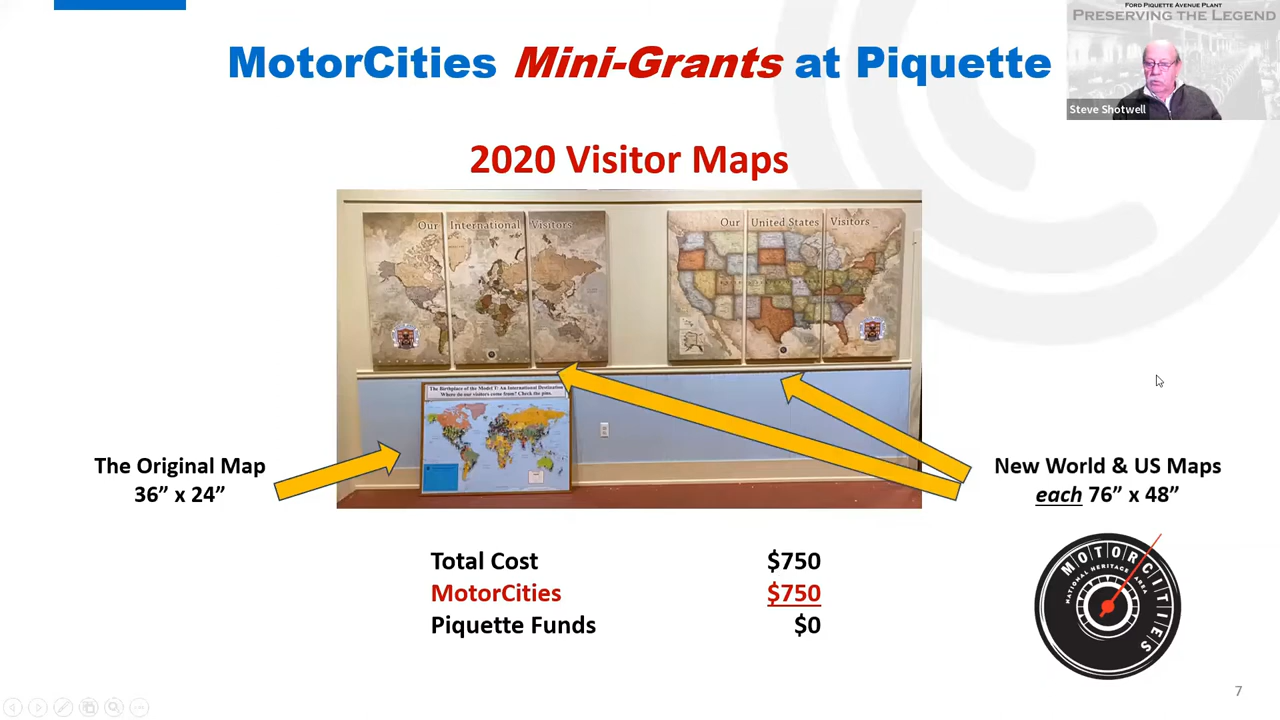 FORD PIQUETTE AVENUE PLANT
PRESERVING THE LEGEND
Steve Shotwell
MotorCities Mini-Grants at Piquette
2020 Visitor Maps
Our International Visitors
Our United States Visitors
The Birthplace of the Model T: An International Destination
Where do our visitors come from? Check the pins.
The Original Map
36” x 24”
New World & US Maps
each 76” x 48”
Total Cost $750
MotorCities $750
Piquette Funds $0
MOTORCITIES
NATIONAL HERITAGE AREA
7